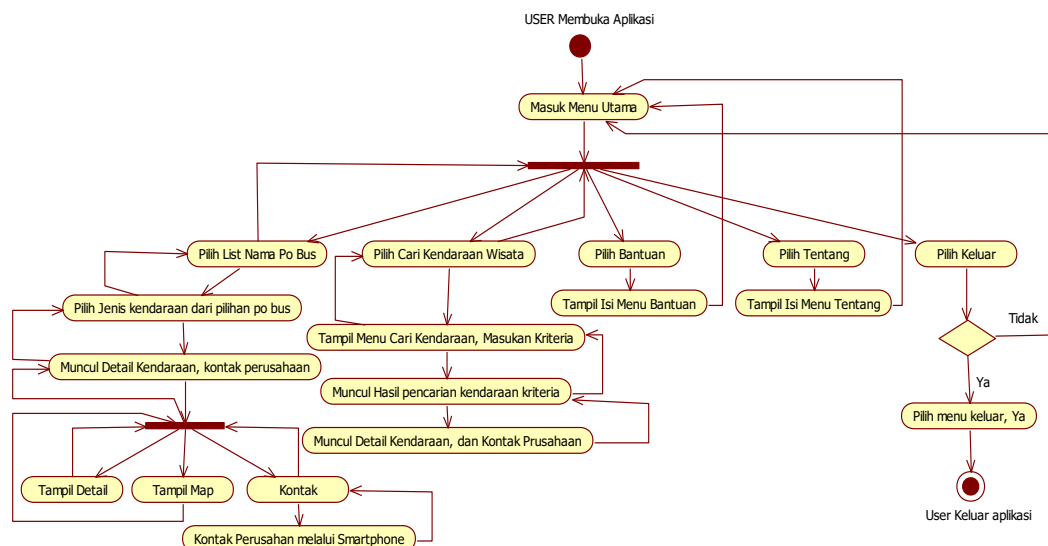 USER Membuka Aplikasi
Masuk Menu Utama
Pilih List Nama Po Bus
Pilih Cari Kendaraan Wisata
Pilih Bantuan
Pilih Tentang
Pilih Keluar
Pilih Jenis kendaraan dari pilihan po bus
Tampil Isi Menu Bantuan
Tampil Isi Menu Tentang
Tidak
Tampil Menu Cari Kendaraan, Masukan Kriteria
Muncul Detail Kendaraan, kontak perusahaan
Ya
Muncul Hasil pencarian kendaraan kriteria
Pilih menu keluar, Ya
Muncul Detail Kendaraan, dan Kontak Prusahaan
Tampil Detail
Tampil Map
Kontak
User Keluar aplikasi
Kontak Perusahan melalui Smartphone